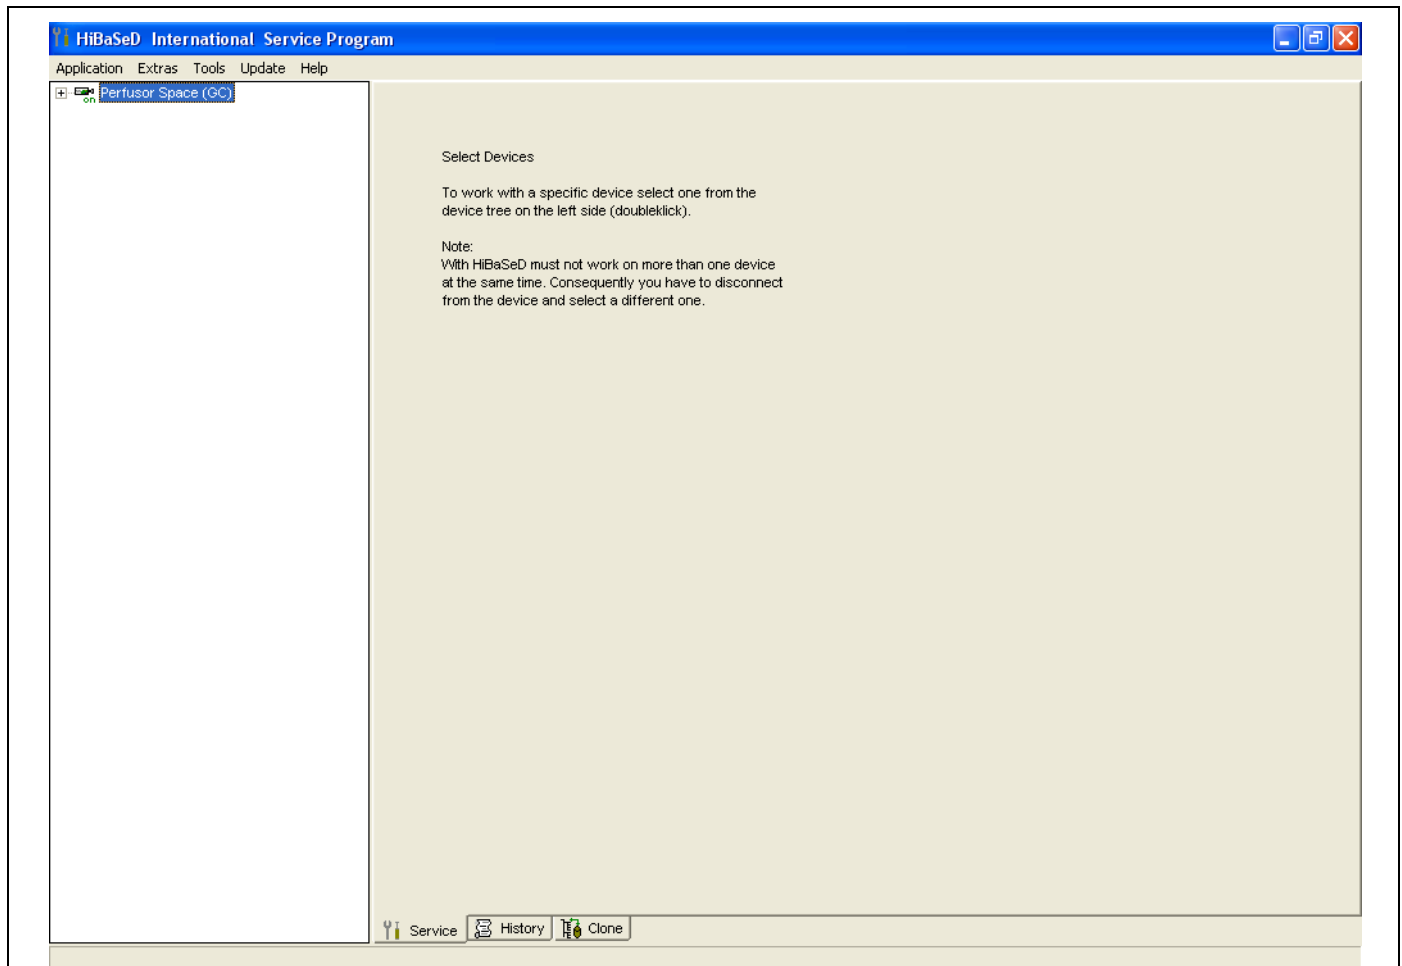 HiBaSeD International Service Program
Application Extras Tools Update Help
on Perfusor Space (GC)
Select Devices
To work with a specific device select one from the
device tree on the left side (doubleklick).
Note:
With HiBaSeD must not work on more than one device
at the same time. Consequently you have to disconnect
from the device and select a different one.
Service History Clone